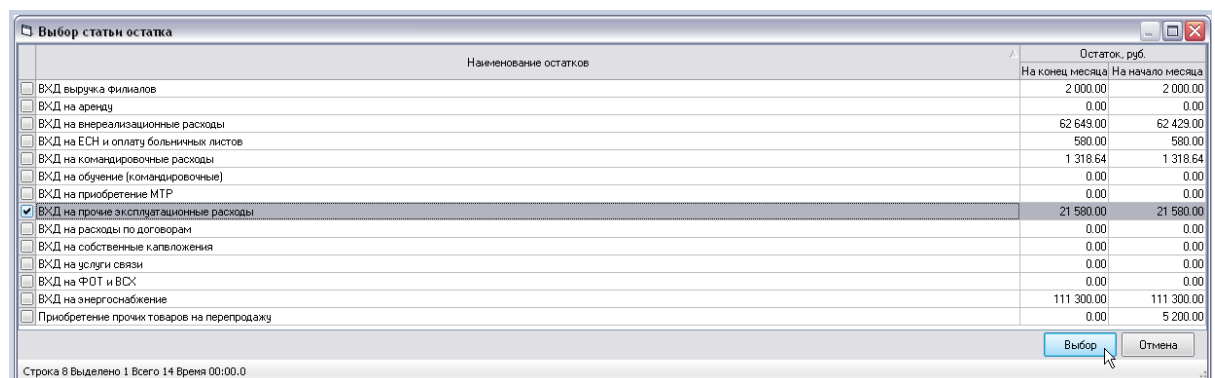 Выбор статьи остатка
Наименование остатков Остаток, руб.
На конец месяца На начало месяца
ВХД выручка филиалов 2 000.00 2 000.00
ВХД на аренду 0.00 0.00
ВХД на внереализационные расходы 62 649.00 62 429.00
ВХД на ЕСН и оплату больничных листов 580.00 580.00
ВХД на командировочные расходы 1 318.64 1 318.64
ВХД на обучение (командировочные) 0.00 0.00
ВХД на приобретение МТР 0.00 0.00
ВХД на прочие эксплуатационные расходы 21 580.00 21 580.00
ВХД на расходы по договорам 0.00 0.00
ВХД на собственные капвложения 0.00 0.00
ВХД на услуги связи 0.00 0.00
ВХД на ФОТ и ВСХ 0.00 0.00
ВХД на энергоснабжение 111 300.00 111 300.00
Приобретение прочих товаров на перепродажу 0.00 5 200.00
Выбор Отмена
Строка 8 Выделено 1 Всего 14 Время 00:00.0